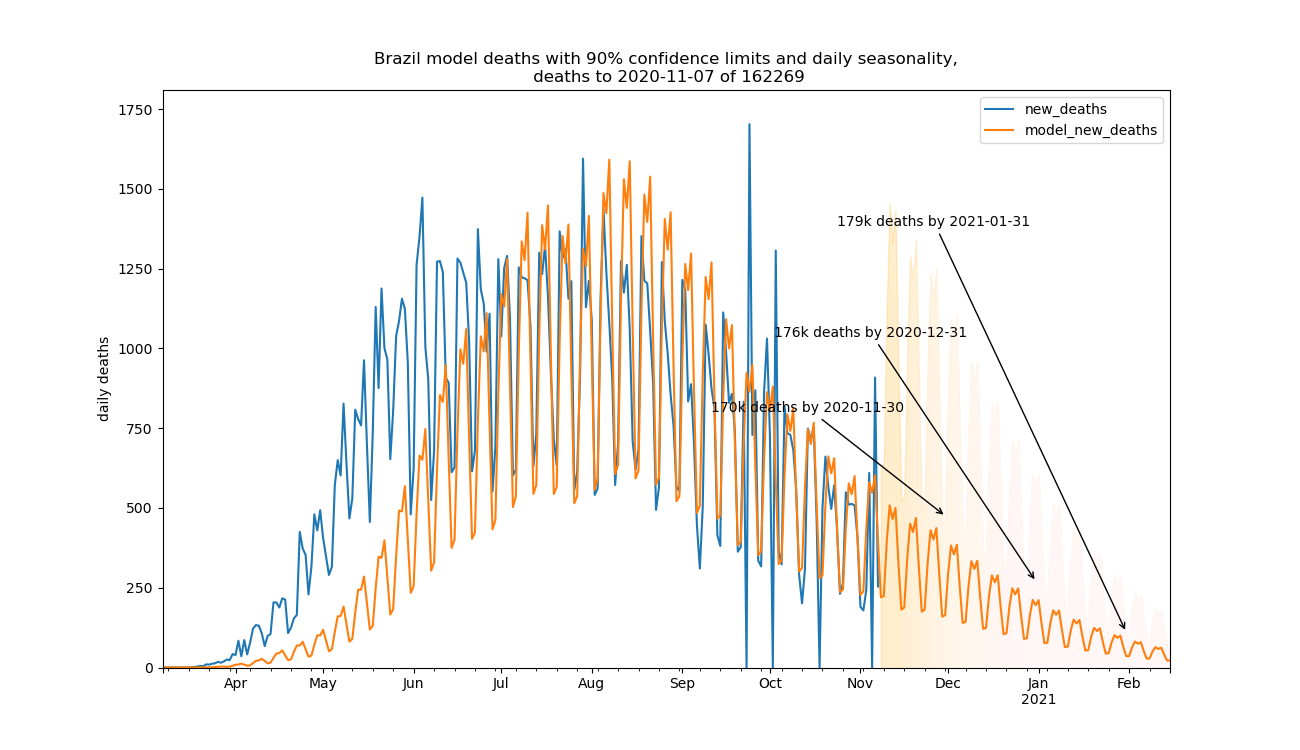 Brazil model deaths with 90% confidence limits and daily seasonality,
deaths to 2020-11-07 of 162269
1750
1500
1250
1000
750
500
250
0
daily deaths
new_deaths
model_new_deaths
179k deaths by 2021-01-31
176k deaths by 2020-12-31
170k deaths by 2020-11-30
Apr May Jun Jul Aug Sep Oct Nov Dec Jan Feb
2021